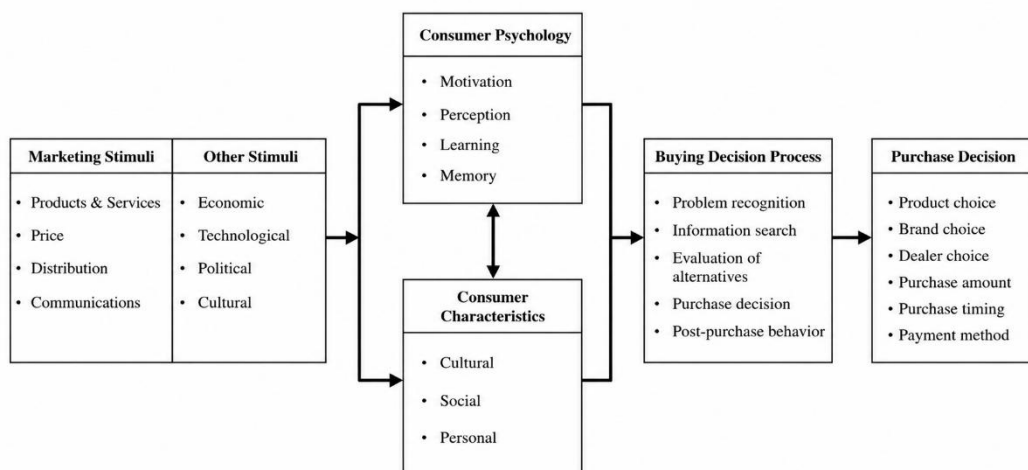 Marketing Stimuli
• Products & Services
• Price
• Distribution
• Communications
Other Stimuli
• Economic
• Technological
• Political
• Cultural
Consumer Psychology
• Motivation
• Perception
• Learning
• Memory
Consumer
Characteristics
• Cultural
• Social
• Personal
Buying Decision Process
• Problem recognition
• Information search
• Evaluation of
alternatives
• Purchase decision
• Post-purchase behavior
Purchase Decision
• Product choice
• Brand choice
• Dealer choice
• Purchase amount
• Purchase timing
• Payment method